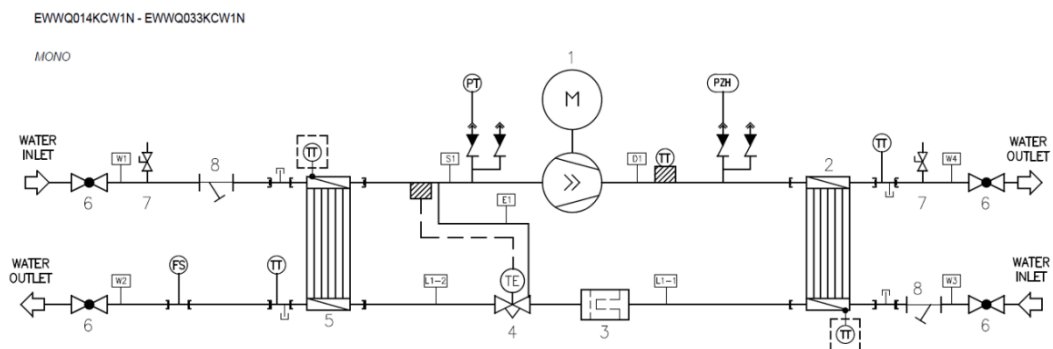 EWWQ014KCW1N - EWWQ033KCW1N
MONO
1
PT
M
PZH
WATER
INLET
W1
8
TT
S1
D1
TT
2
TT
W4
WATER
OUTLET
6
7
E1
7
6
WATER
OUTLET
W2
FS
TT
L1-2
TE
L1-1
8
W3
WATER
INLET
6
5
4
3
TT
6